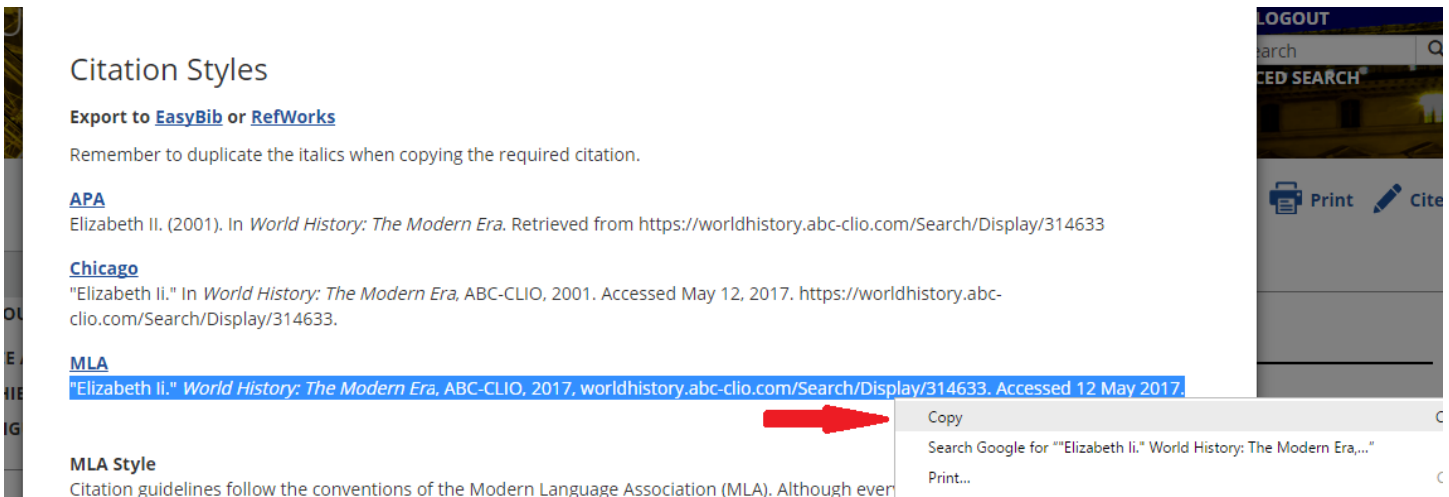 LOGOUT
earch
CED SEARCH
Citation Styles
Export to EasyBib or RefWorks
Remember to duplicate the italics when copying the required citation.
APA
Elizabeth II. (2001). In World History: The Modern Era. Retrieved from https://worldhistory.abc-clio.com/Search/Display/314633
Print Cite
Chicago
"Elizabeth Ii." In World History: The Modern Era, ABC-CLIO, 2001. Accessed May 12, 2017. https://worldhistory.abc-
clio.com/Search/Display/314633.
MLA
"Elizabeth Ii." World History: The Modern Era, ABC-CLIO, 2017, worldhistory.abc-clio.com/Search/Display/314633. Accessed 12 May 2017.
Copy
Search Google for ""Elizabeth Ii." World History: The Modern Era,..."
Print...
MLA Style
Citation guidelines follow the conventions of the Modern Language Association (MLA). Although ever